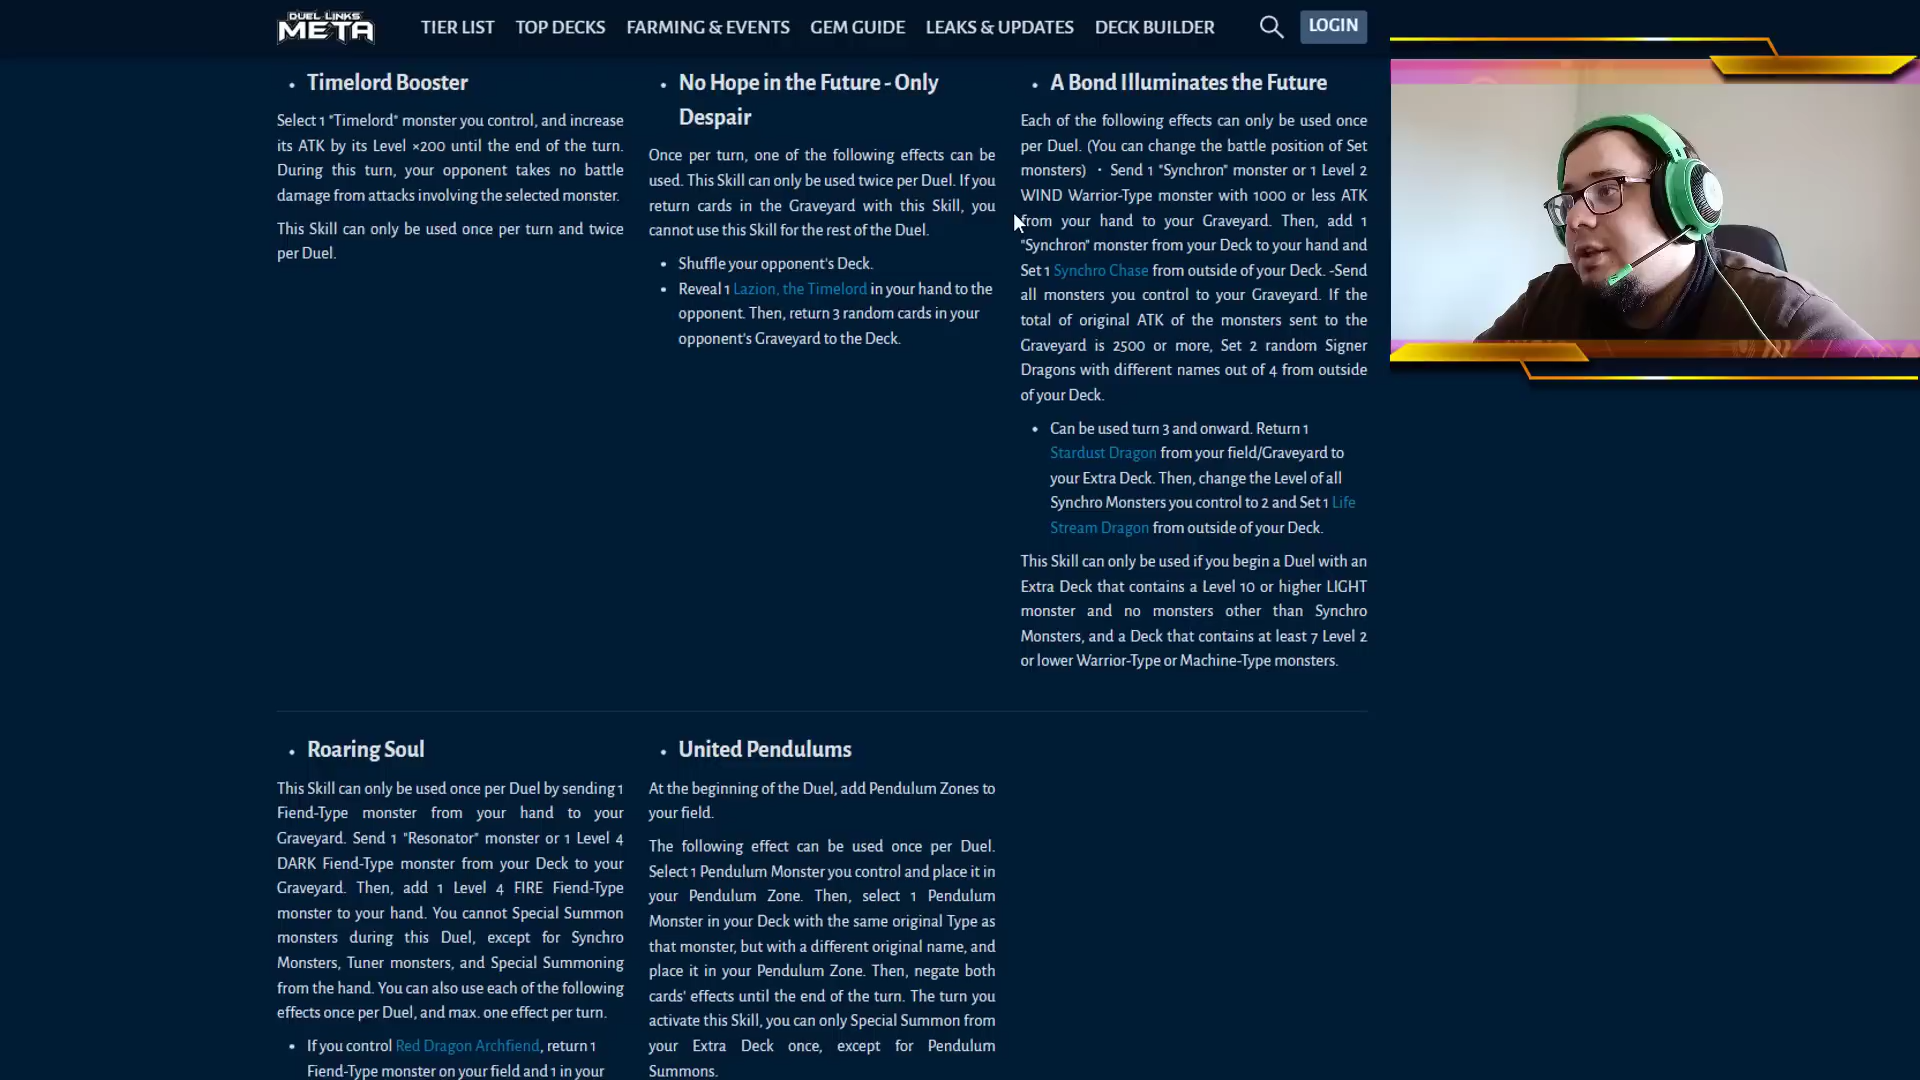 DUEL LINKS
META
TIER LIST
TOP DECKS
FARMING & EVENTS
GEM GUIDE
LEAKS & UPDATES
DECK BUILDER
LOGIN
• Timelord Booster
Select 1 "Timelord" monster you control, and increase
its ATK by its Level ×200 until the end of the turn.
During this turn, your opponent takes no battle
damage from attacks involving the selected monster.
This Skill can only be used once per turn and twice
per Duel.
• No Hope in the Future - Only
Despair
Once per turn, one of the following effects can be
used. This Skill can only be used twice per Duel. If you
return cards in the Graveyard with this Skill, you
cannot use this Skill for the rest of the Duel.
• Shuffle your opponent's Deck.
• Reveal 1 Lazion, the Timelord in your hand to the
opponent. Then, return 3 random cards in your
opponent's Graveyard to the Deck.
• A Bond Illuminates the Future
Each of the following effects can only be used once
per Duel. (You can change the battle position of Set
monsters) ・ Send 1 "Synchron" monster or 1 Level 2
WIND Warrior-Type monster with 1000 or less ATK
from your hand to your Graveyard. Then, add 1
"Synchron" monster from your Deck to your hand and
Set 1 Synchro Chase from outside of your Deck. -Send
all monsters you control to your Graveyard. If the
total of original ATK of the monsters sent to the
Graveyard is 2500 or more, Set 2 random Signer
Dragons with different names out of 4 from outside
of your Deck.
• Can be used turn 3 and onward. Return 1
Stardust Dragon from your field/Graveyard to
your Extra Deck. Then, change the Level of all
Synchro Monsters you control to 2 and Set 1 Life
Stream Dragon from outside of your Deck.
This Skill can only be used if you begin a Duel with an
Extra Deck that contains a Level 10 or higher LIGHT
monster and no monsters other than Synchro
Monsters, and a Deck that contains at least 7 Level 2
or lower Warrior-Type or Machine-Type monsters.
• Roaring Soul
This Skill can only be used once per Duel by sending 1
Fiend-Type monster from your hand to your
Graveyard. Send 1 "Resonator" monster or 1 Level 4
DARK Fiend-Type monster from your Deck to your
Graveyard. Then, add 1 Level 4 FIRE Fiend-Type
monster to your hand. You cannot Special Summon
monsters during this Duel, except for Synchro
Monsters, Tuner monsters, and Special Summoning
from the hand. You can also use each of the following
effects once per Duel, and max. one effect per turn.
• If you control Red Dragon Archfiend, return 1
Fiend-Type monster on your field and 1 in your
• United Pendulums
At the beginning of the Duel, add Pendulum Zones to
your field.
The following effect can be used once per Duel.
Select 1 Pendulum Monster you control and place it in
your Pendulum Zone. Then, select 1 Pendulum
Monster in your Deck with the same original Type as
that monster, but with a different original name, and
place it in your Pendulum Zone. Then, negate both
cards' effects until the end of the turn. The turn you
activate this Skill, you can only Special Summon from
your Extra Deck once, except for Pendulum
Summons.